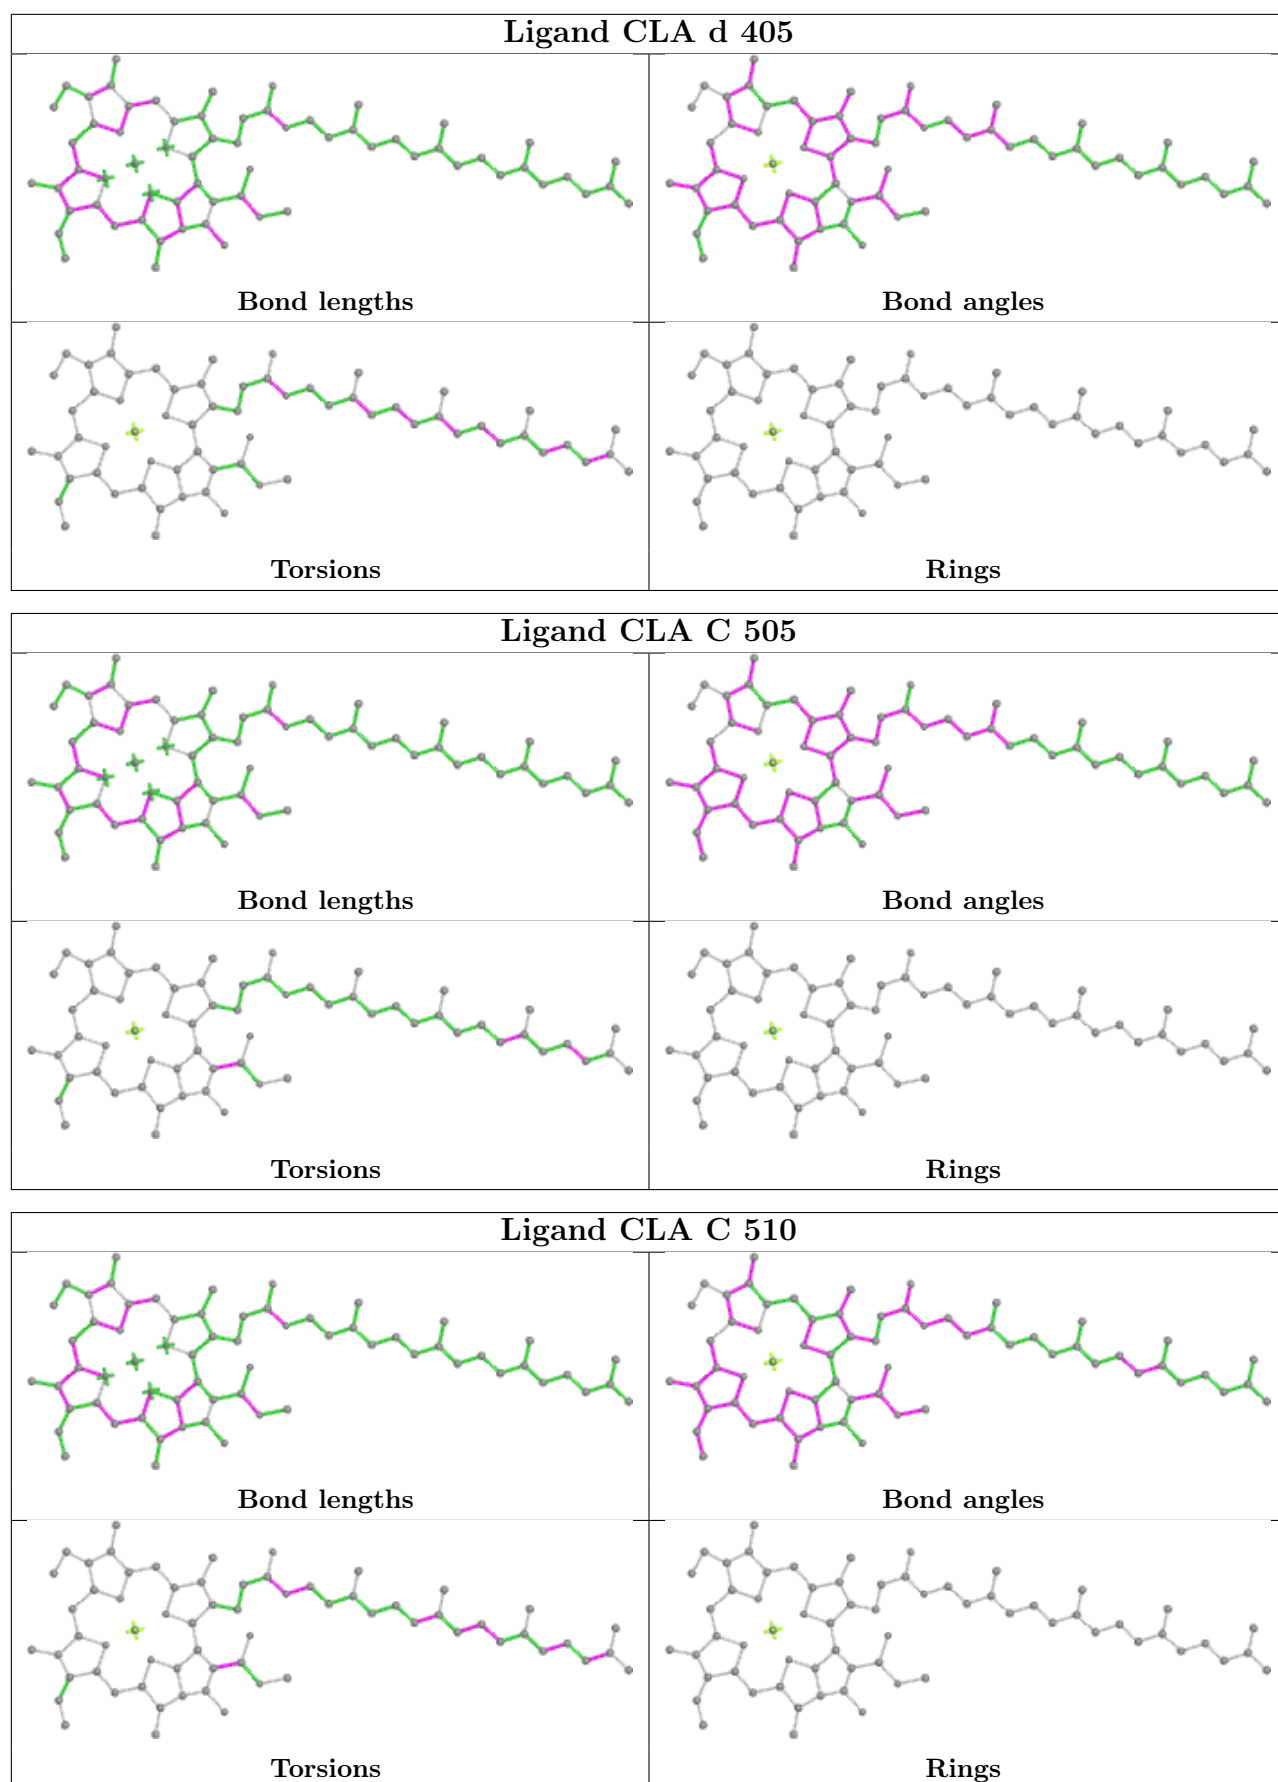 Ligand CLA d 405
Bond lengths
Bond angles
Torsions
Rings
Ligand CLA C 505
Bond lengths
Bond angles
Torsions
Rings
Ligand CLA C 510
Bond lengths
Bond angles
Torsions
Rings